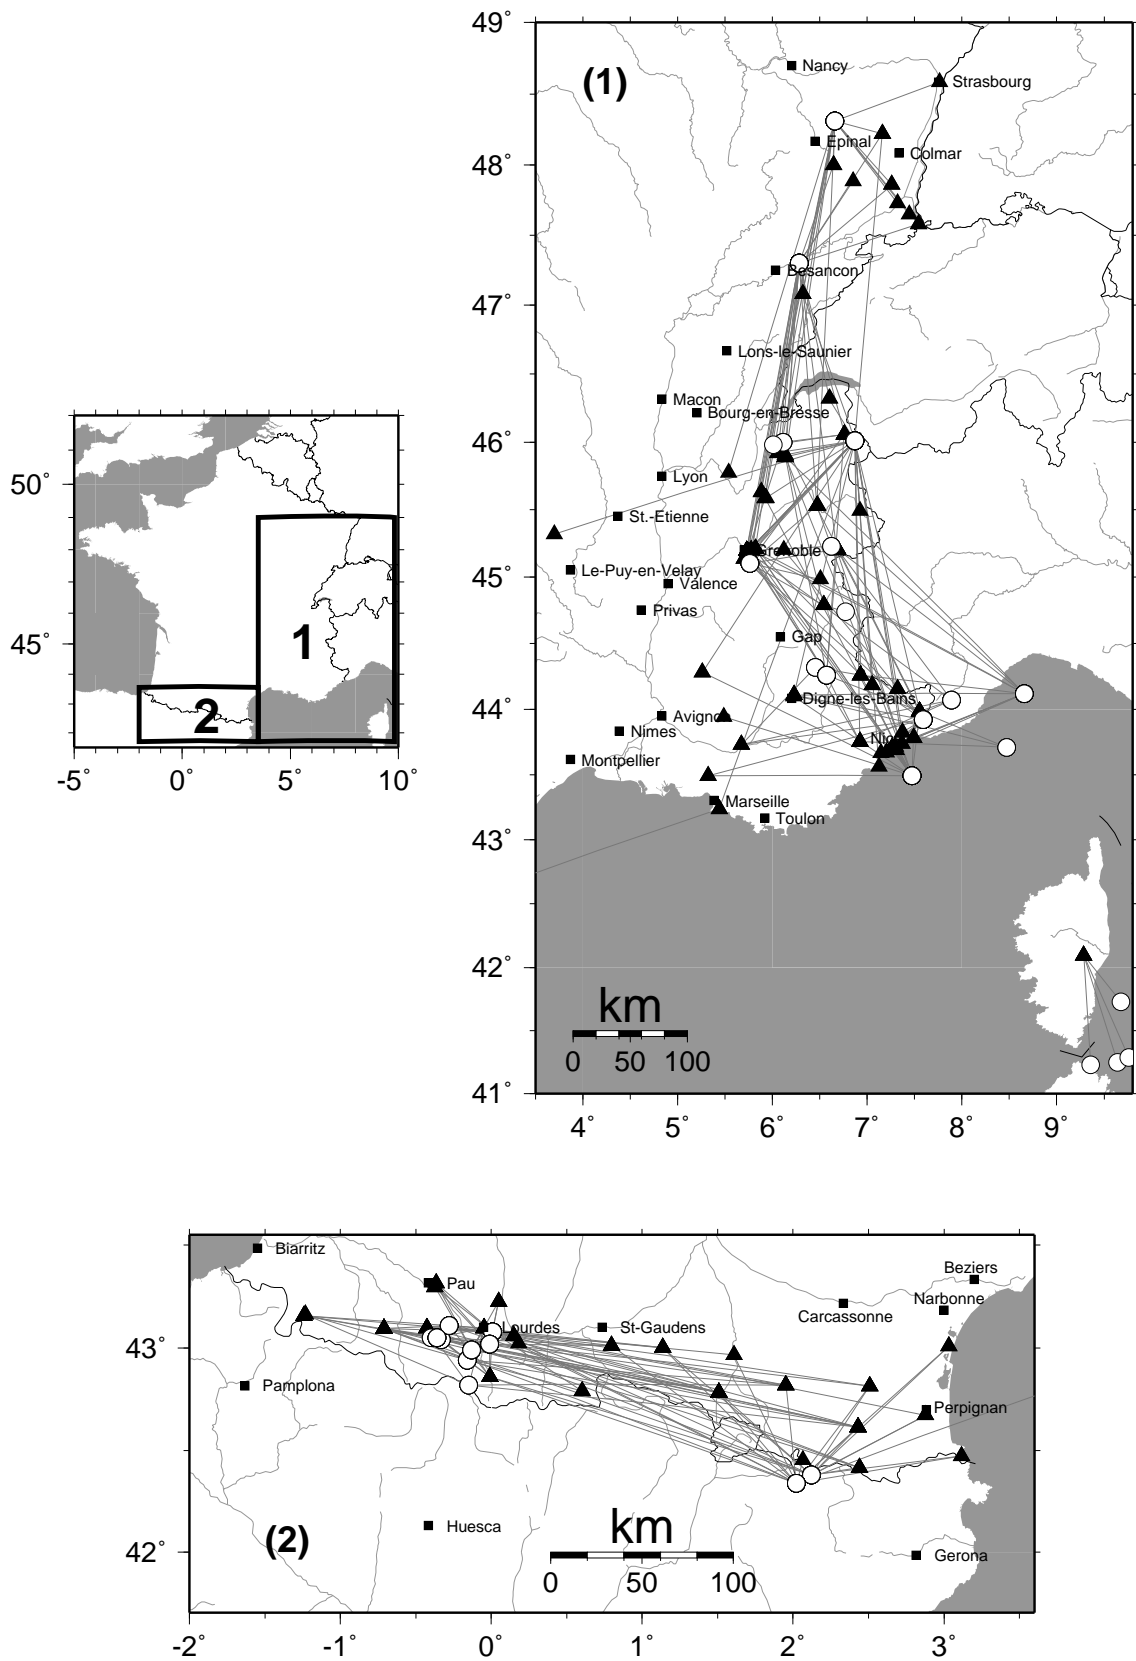 49°
48°
47°
46°
45°
44°
43°
42°
41°
4°
5°
6°
7°
8°
9°
(1)
Nancy
Strasbourg
Epinal
Colmar
Besancon
Lons-le-Saunier
Macon
Bourg-en-Bresse
Lyon
St.-Etienne
Grenoble
Le-Puy-en-Velay
Valence
Privas
Gap
Digne-les-Bains
Avignon
Nimes
Nice
Montpellier
Marseille
Toulon
km
0 50 100
50°
45°
-5°
0°
5°
10°
1
2
Biarritz
Pau
Beziers
Narbonne
Carcassonne
Lourdes
St-Gaudens
43°
Pamplona
Perpignan
Huesca
(2)
km
0 50 100
Gerona
42°
-2°
-1°
0°
1°
2°
3°